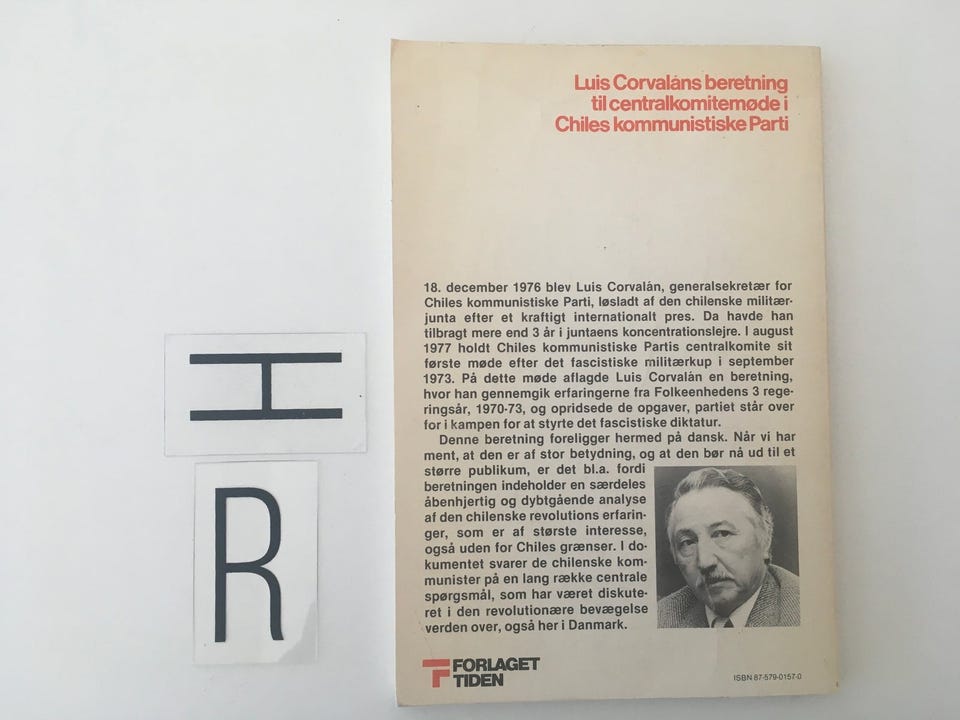 Luis Corvaláns beretning
til centralkomitemøde i
Chiles kommunistiske Parti
18. december 1976 blev Luis Corvalán, generalsekretær for
Chiles kommunistiske Parti, løsladt af den chilenske militær-
junta efter et kraftigt internationalt pres. Da havde han
tilbragt mere end 3 år i juntaens koncentrationslejre. I august
1977 holdt Chiles kommunistiske Partis centralkomite sit
første møde efter det fascistiske militærkup i september
1973. På dette møde aflagde Luis Corvalán en beretning,
hvor han gennemgik erfaringerne fra Folkeenhedens 3 rege-
ringsår, 1970-73, og opridsede de opgaver, partiet står over
for i kampen for at styrte det fascistiske diktatur.
Denne beretning foreligger hermed på dansk. Når vi har
ment, at den er af stor betydning, og at den bør nå ud til et
større publikum, er det bl.a. fordi
beretningen indeholder en særdeles
åbenhjertig og dybtgående analyse
af den chilenske revolutions erfarin-
ger, som er af største interesse,
også uden for Chiles grænser. I do-
kumentet svarer de chilenske kom-
munister på en lang række centrale
spørgsmål, som har været diskute-
ret i den revolutionære bevægelse
verden over, også her i Danmark.
FORLAGET
TIDEN
ISBN 87-579-0157-0
H
R